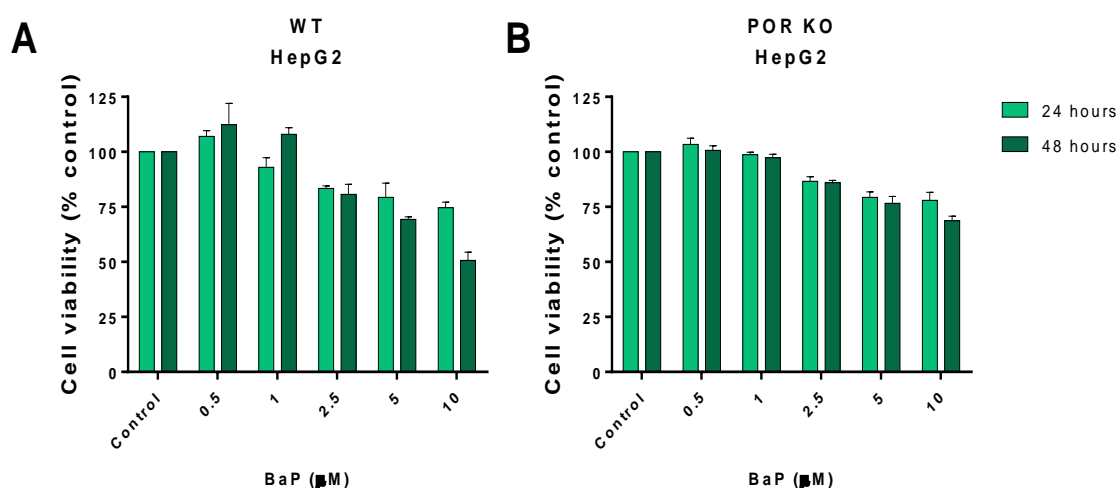 A
WT
HepG2
Cell viability (% control)
125
100
75
50
25
0
Control
0.5
1
2.5
5
10
BaP (μM)
B
POR KO
HepG2
Cell viability (% control)
125
100
75
50
25
0
Control
0.5
1
2.5
5
10
BaP (μM)
24 hours
48 hours